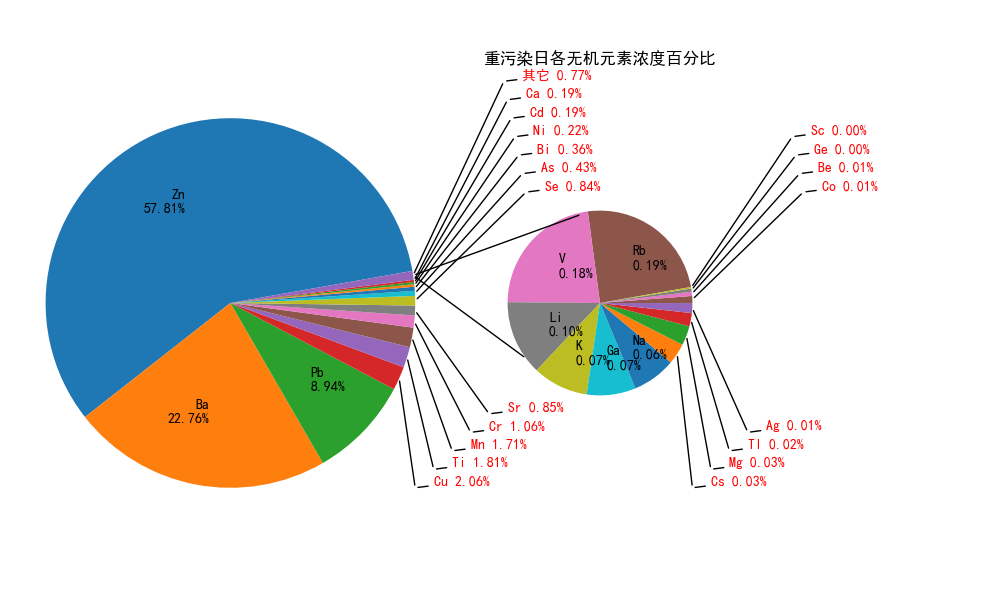 重污染日各无机元素浓度百分比
其它 0.77%
Ca 0.19%
Cd 0.19%
Ni 0.22%
Bi 0.36%
As 0.43%
Se 0.84%
Zn
57.81%
Ba
22.76%
Pb
8.94%
Sr 0.85%
Cr 1.06%
Mn 1.71%
Ti 1.81%
Cu 2.06%
Sc 0.00%
Ge 0.00%
Be 0.01%
Co 0.01%
Rb
0.19%
V
0.18%
Li
0.10%
K
0.07%
Ga
0.07%
Na
0.06%
Ag 0.01%
Tl 0.02%
Mg 0.03%
Cs 0.03%